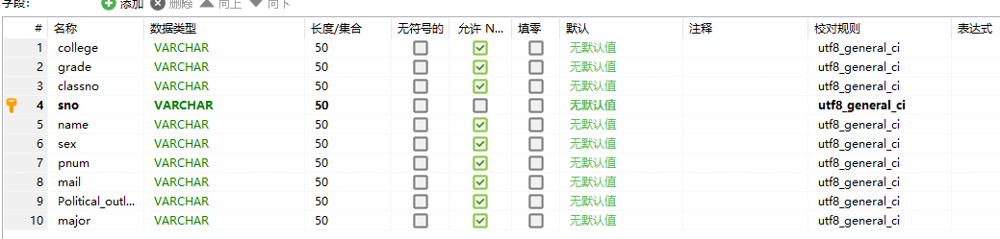 字段: 添加 删除 向上 向下
# 名称 数据类型 长度/集合 无符号的 允许 N... 填零 默认 注释 校对规则 表达式
1 college VARCHAR 50 无默认值 utf8_general_ci
2 grade VARCHAR 50 无默认值 utf8_general_ci
3 classno VARCHAR 50 无默认值 utf8_general_ci
4 sno VARCHAR 50 无默认值 utf8_general_ci
5 name VARCHAR 50 无默认值 utf8_general_ci
6 sex VARCHAR 50 无默认值 utf8_general_ci
7 pnum VARCHAR 50 无默认值 utf8_general_ci
8 mail VARCHAR 50 无默认值 utf8_general_ci
9 Political_outl... VARCHAR 50 无默认值 utf8_general_ci
10 major VARCHAR 50 无默认值 utf8_general_ci